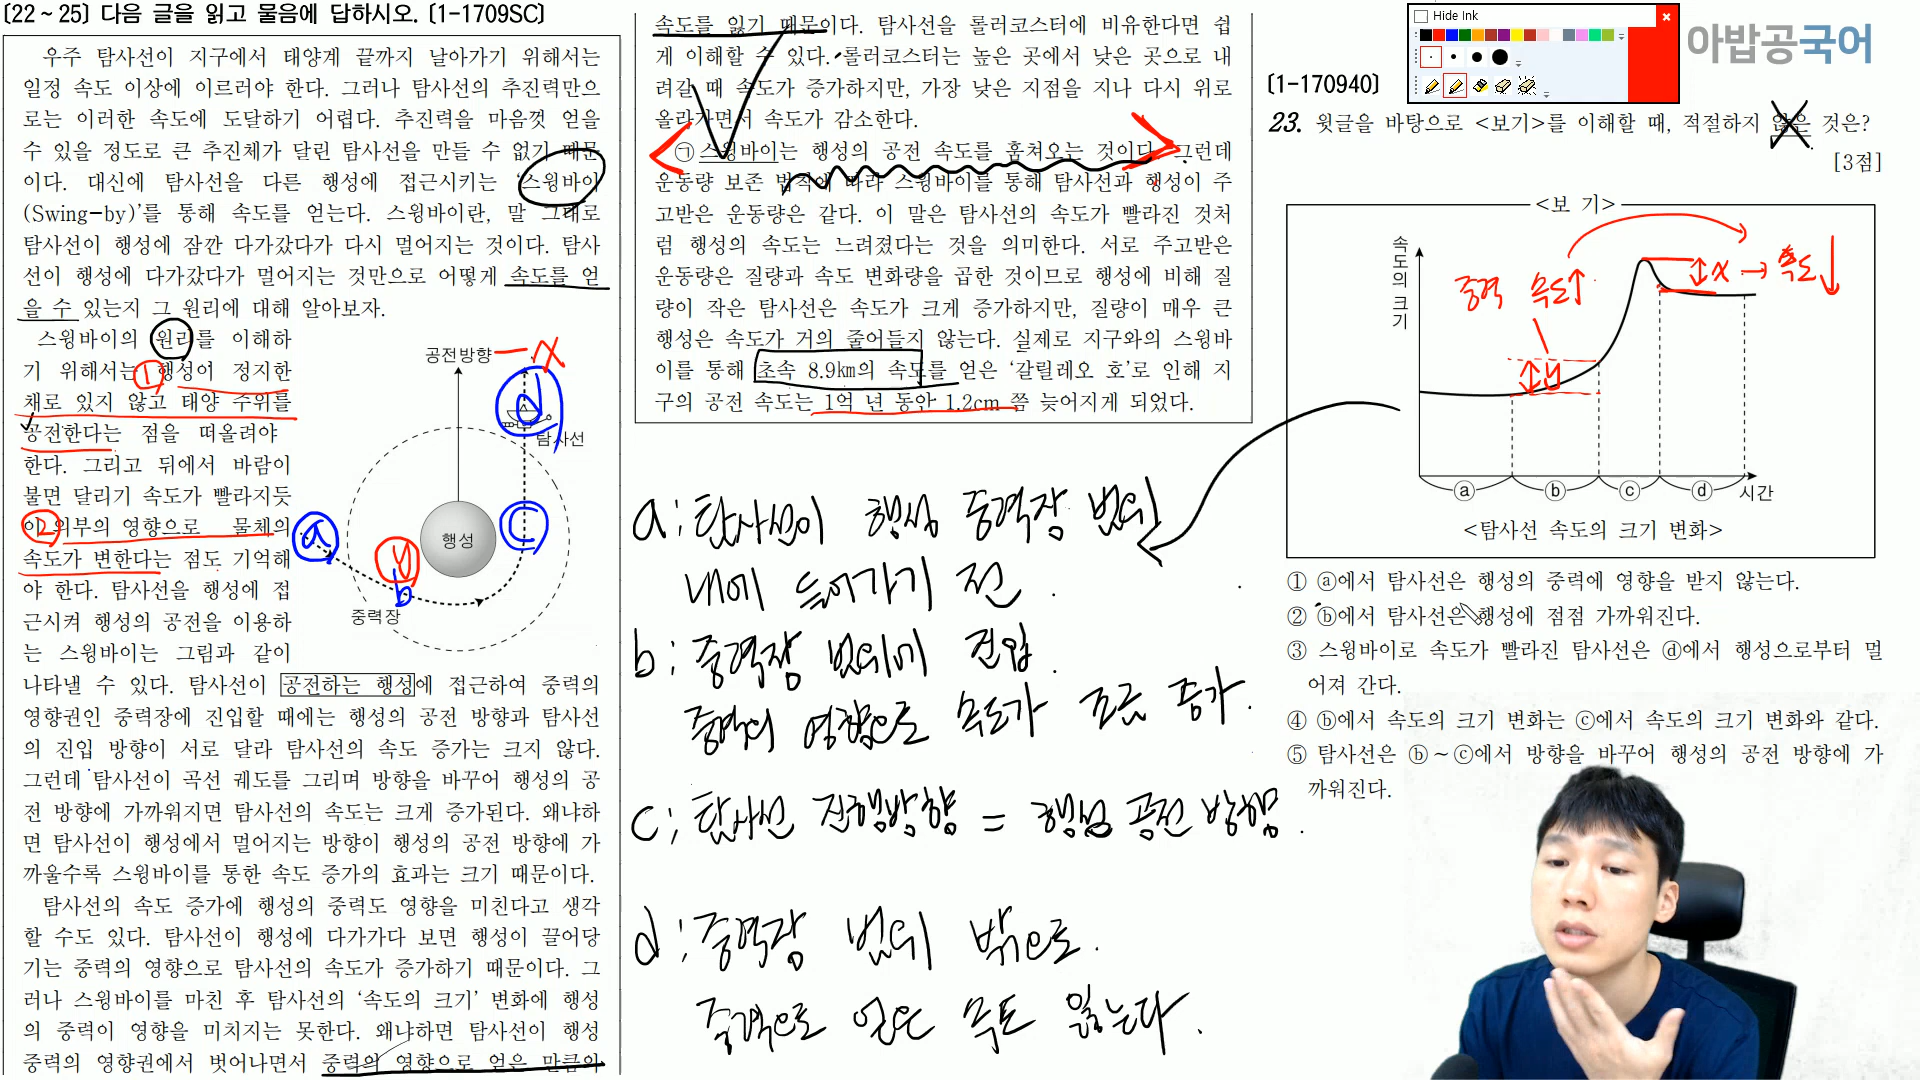 [22 ~ 25] 다음 글을 읽고 물음에 답하시오. [1-1709SC]
우주 탐사선이 지구에서 태양계 끝까지 날아가기 위해서는
일정 속도 이상에 이르러야 한다. 그러나 탐사선의 추진력만으
로는 이러한 속도에 도달하기 어렵다. 추진력을 마음껏 얻을
수 있을 정도로 큰 추진체가 달린 탐사선을 만들 수 없기 때문
이다. 대신에 탐사선을 다른 행성에 접근시키는 ‘스윙바이
(Swing-by)’를 통해 속도를 얻는다. 스윙바이란, 말 그대로
탐사선이 행성에 잠깐 다가갔다가 다시 멀어지는 것이다. 탐사
선이 행성에 다가갔다가 멀어지는 것만으로 어떻게 속도를 얻
을 수 있는지 그 원리에 대해 알아보자.
스윙바이의 원리를 이해하
기 위해서는 행성이 정지한
채로 있지 않고 태양 주위를
공전한다는 점을 떠올려야
한다. 그리고 뒤에서 바람이
불면 달리기 속도가 빨라지듯
이 외부의 영향으로 물체의
속도가 변한다는 점도 기억해
야 한다. 탐사선을 행성에 접
근시켜 행성의 공전을 이용하
는 스윙바이는 그림과 같이
나타낼 수 있다. 탐사선이 공전하는 행성에 접근하여 중력의
영향권인 중력장에 진입할 때에는 행성의 공전 방향과 탐사선
의 진입 방향이 서로 달라 탐사선의 속도 증가는 크지 않다.
그런데 탐사선이 곡선 궤도를 그리며 방향을 바꾸어 행성의 공
전 방향에 가까워지면 탐사선의 속도는 크게 증가된다. 왜냐하
면 탐사선이 행성에서 멀어지는 방향이 행성의 공전 방향에 가
까울수록 스윙바이를 통한 속도 증가의 효과는 크기 때문이다.
탐사선의 속도 증가에 행성의 중력도 영향을 미친다고 생각
할 수도 있다. 탐사선이 행성에 다가가다 보면 행성이 끌어당
기는 중력의 영향으로 탐사선의 속도가 증가하기 때문이다. 그
러나 스윙바이를 마친 후 탐사선의 ‘속도의 크기’ 변화에 행성
의 중력이 영향을 미치지는 못한다. 왜냐하면 탐사선이 행성
중력의 영향권에서 벗어나면서 중력의 영향으로 얻은 만큼의
① ②
공전방향 x
d
탐사선
a
행성
c
y
b
중력장
속도를 잃기 때문이다. 탐사선을 롤러코스터에 비유한다면 쉽
게 이해할 수 있다. 롤러코스터는 높은 곳에서 낮은 곳으로 내
려갈 때 속도가 증가하지만, 가장 낮은 지점을 지나 다시 위로
올라가면서 속도가 감소한다.
㉠스윙바이는 행성의 공전 속도를 훔쳐오는 것이다. 그런데
운동량 보존 법칙에 따라 스윙바이를 통해 탐사선과 행성이 주
고받은 운동량은 같다. 이 말은 탐사선의 속도가 빨라진 것처
럼 행성의 속도는 느려졌다는 것을 의미한다. 서로 주고받은
운동량은 질량과 속도 변화량을 곱한 것이므로 행성에 비해 질
량이 작은 탐사선은 속도가 크게 증가하지만, 질량이 매우 큰
행성은 속도가 거의 줄어들지 않는다. 실제로 지구와의 스윙바
이를 통해 초속 8.9km의 속도를 얻은 ‘갈릴레오 호’로 인해 지
구의 공전 속도는 1억 년 동안 1.2cm 쯤 늦어지게 되었다.
a: 탐사선이 행성 중력장 범위
내에 들어가기 전.
b: 중력장 범위에 진입.
중력의 영향으로 속도가 조금 증가.
c: 탐사선 진행방향 = 행성 공전 방향.
d: 중력장 범위 밖으로.
중력으로 얻은 속도 잃는다.
Hide Ink
아밥공국어
[1-170940]
23. 윗글을 바탕으로 <보기>를 이해할 때, 적절하지 않은 것은?
[3점]
<보 기>
속도의 크기
중력 속도↑
x → 속도↓
y
ⓐ ⓑ ⓒ ⓓ 시간
<탐사선 속도의 크기 변화>
① ⓐ에서 탐사선은 행성의 중력에 영향을 받지 않는다.
② ⓑ에서 탐사선은 행성에 점점 가까워진다.
③ 스윙바이로 속도가 빨라진 탐사선은 ⓓ에서 행성으로부터 멀
어져 간다.
④ ⓑ에서 속도의 크기 변화는 ⓒ에서 속도의 크기 변화와 같다.
⑤ 탐사선은 ⓑ~ⓒ에서 방향을 바꾸어 행성의 공전 방향에 가
까워진다.